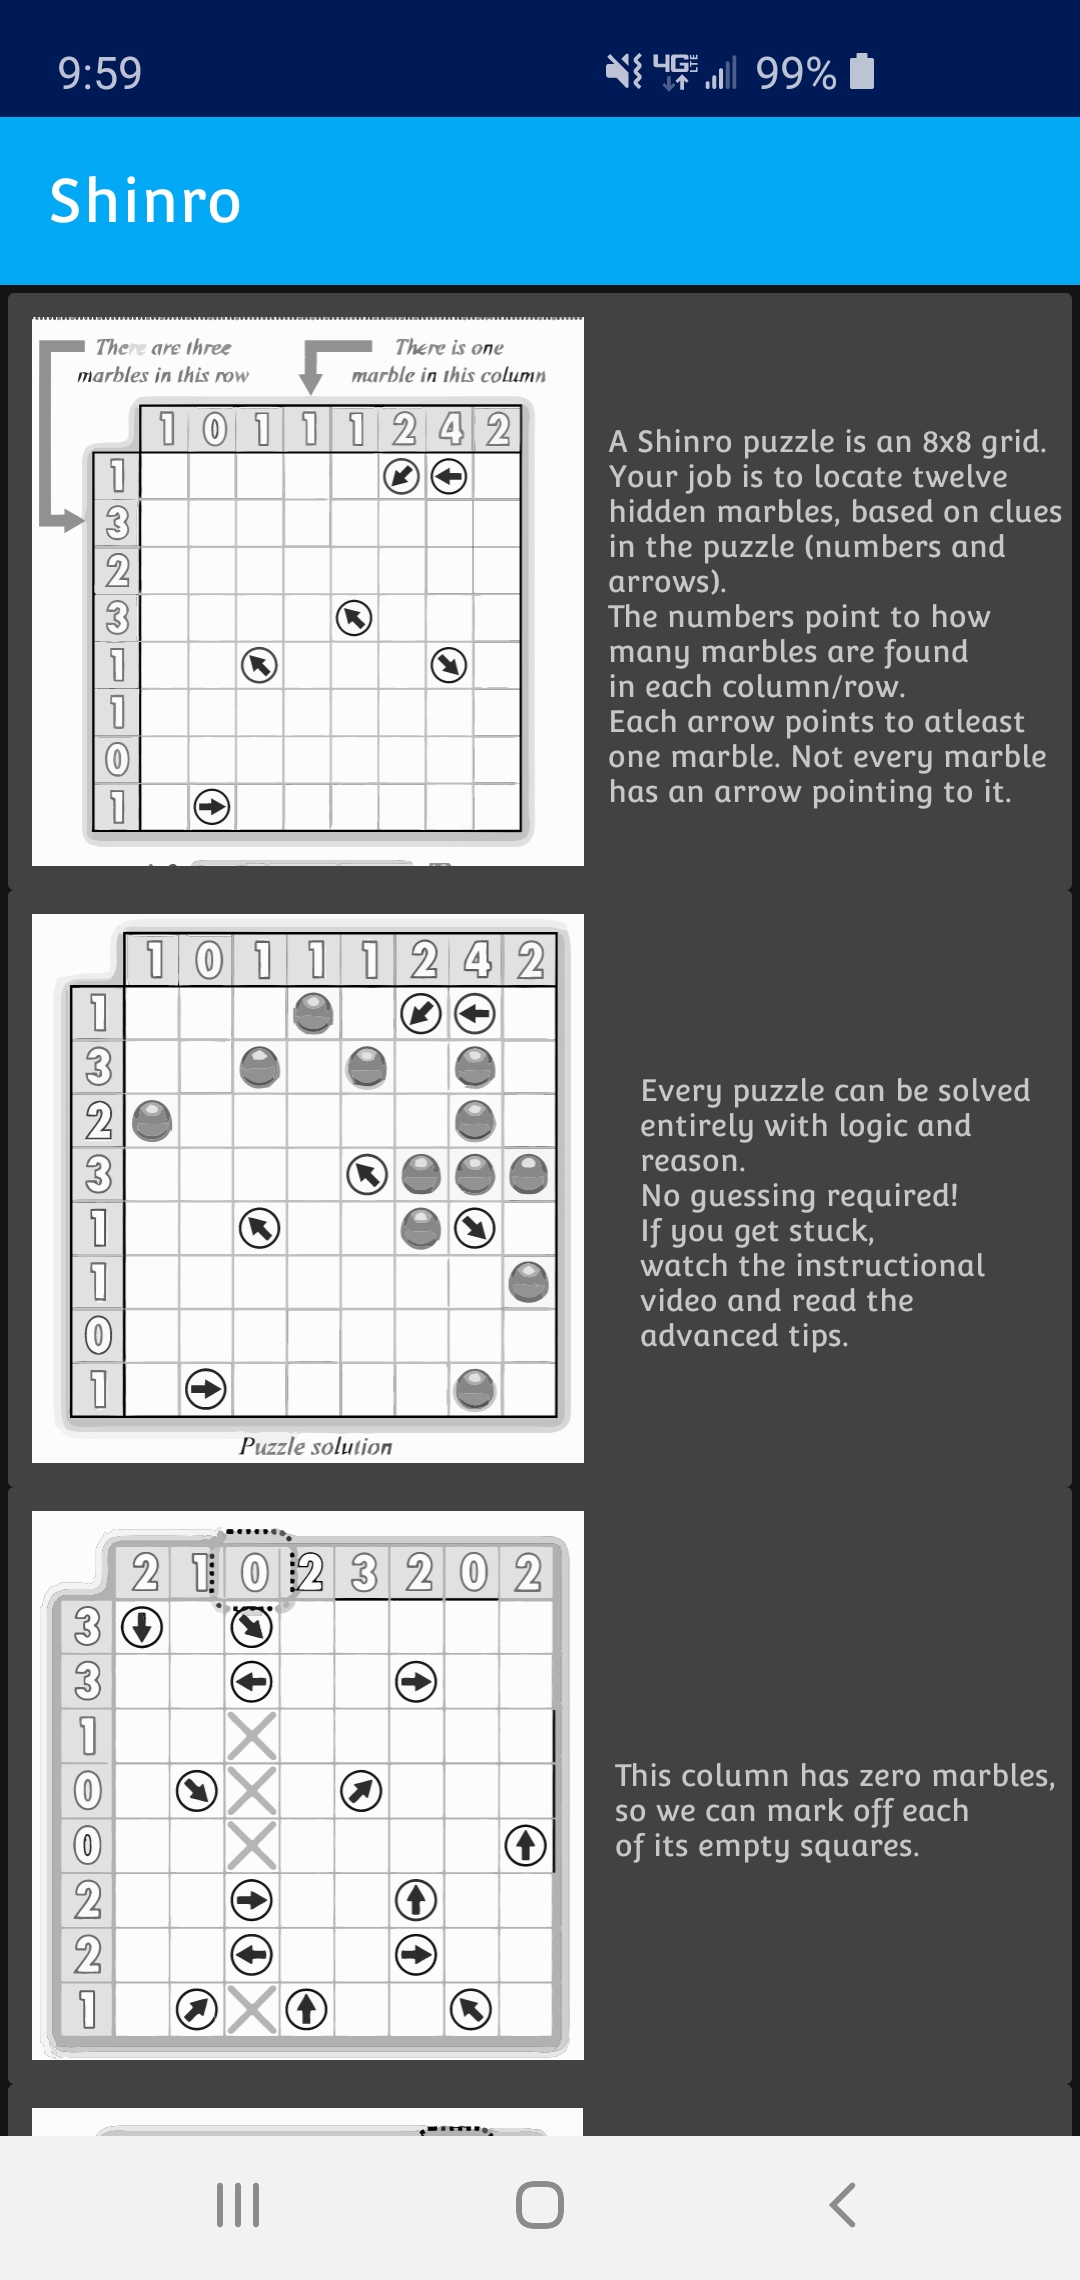 9:59
4G LTE
99%
Shinro
There are three
marbles in this row
There is one
marble in this column
1 0 1 1 1 2 4 2
1
3
2
3
1
1
0
1
A Shinro puzzle is an 8x8 grid.
Your job is to locate twelve
hidden marbles, based on clues
in the puzzle (numbers and
arrows).
The numbers point to how
many marbles are found
in each column/row.
Each arrow points to atleast
one marble. Not every marble
has an arrow pointing to it.
1 0 1 1 1 2 4 2
1
3
2
3
1
1
0
1
Puzzle solution
Every puzzle can be solved
entirely with logic and
reason.
No guessing required!
If you get stuck,
watch the instructional
video and read the
advanced tips.
2 1 0 2 3 2 0 2
3
3
1
0
0
2
2
1
This column has zero marbles,
so we can mark off each
of its empty squares.